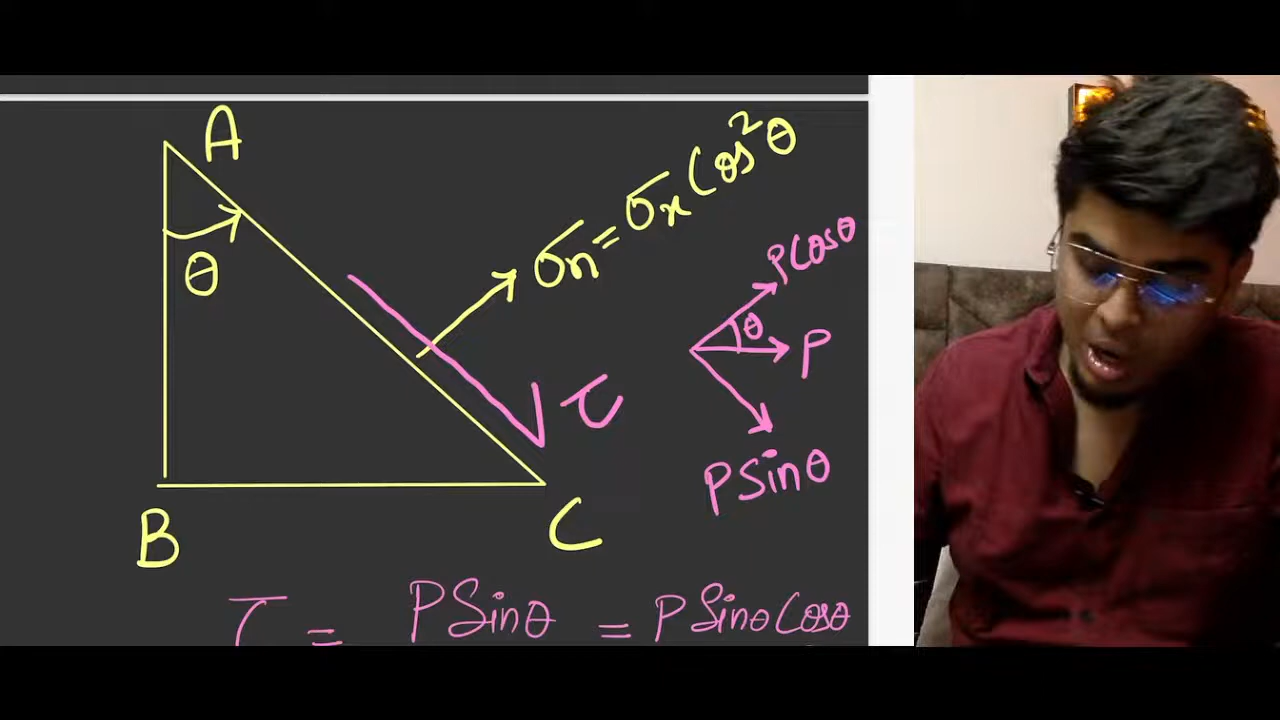 A
θ
σn = σx Cos²θ
PCosθ
θ
P
τ
PSinθ
B
C
τ = PSinθ = PSinθCosθ